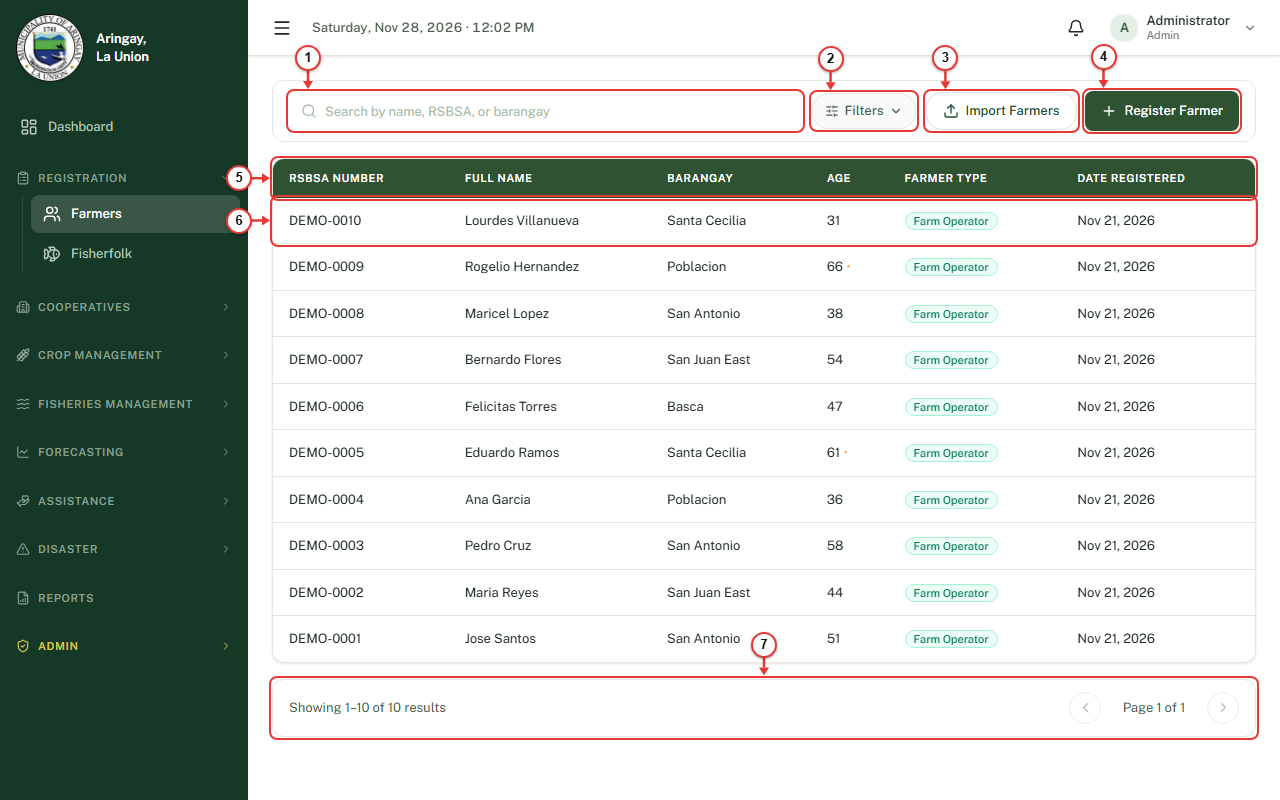 MUNICIPALITY OF ARINGAY
1741
LA UNION
Aringay,
La Union
Saturday, Nov 28, 2026 · 12:02 PM
A
Administrator
Admin
1
2
3
4
Search by name, RSBSA, or barangay
Filters
Import Farmers
+ Register Farmer
Dashboard
REGISTRATION
Farmers
Fisherfolk
COOPERATIVES
CROP MANAGEMENT
FISHERIES MANAGEMENT
FORECASTING
ASSISTANCE
DISASTER
REPORTS
ADMIN
5
RSBSA NUMBER FULL NAME BARANGAY AGE FARMER TYPE DATE REGISTERED
6
DEMO-0010 Lourdes Villanueva Santa Cecilia 31 Farm Operator Nov 21, 2026
DEMO-0009 Rogelio Hernandez Poblacion 66 Farm Operator Nov 21, 2026
DEMO-0008 Maricel Lopez San Antonio 38 Farm Operator Nov 21, 2026
DEMO-0007 Bernardo Flores San Juan East 54 Farm Operator Nov 21, 2026
DEMO-0006 Felicitas Torres Basca 47 Farm Operator Nov 21, 2026
DEMO-0005 Eduardo Ramos Santa Cecilia 61 Farm Operator Nov 21, 2026
DEMO-0004 Ana Garcia Poblacion 36 Farm Operator Nov 21, 2026
DEMO-0003 Pedro Cruz San Antonio 58 Farm Operator Nov 21, 2026
DEMO-0002 Maria Reyes San Juan East 44 Farm Operator Nov 21, 2026
DEMO-0001 Jose Santos San Antonio 51 Farm Operator Nov 21, 2026
7
Showing 1–10 of 10 results
Page 1 of 1